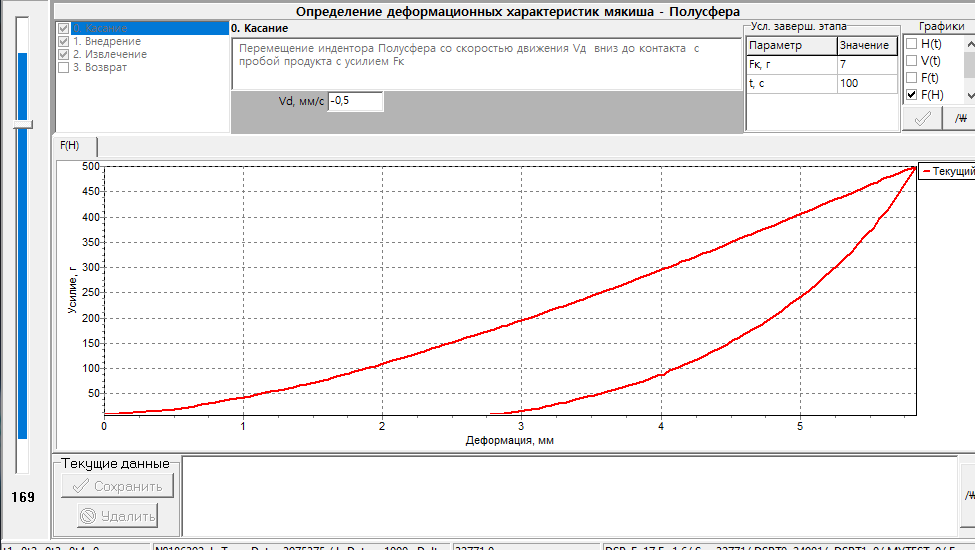 Определение деформационных характеристик мякиша - Полусфера
0. Касание
1. Внедрение
2. Извлечение
3. Возврат
0. Касание
Перемещение индентора Полусфера со скоростью движения Vд вниз до контакта с
пробой продукта с усилием Fк
Vd, мм/с -0,5
Усл. заверш. этапа
Параметр Значение
Fк, г 7
t, с 100
Графики
H(t)
V(t)
F(t)
F(H)
F(H)
Текущий
Усилие, г
500
450
400
350
300
250
200
150
100
50
0 1 2 3 4 5
Деформация, мм
Текущие данные
Сохранить
Удалить
169